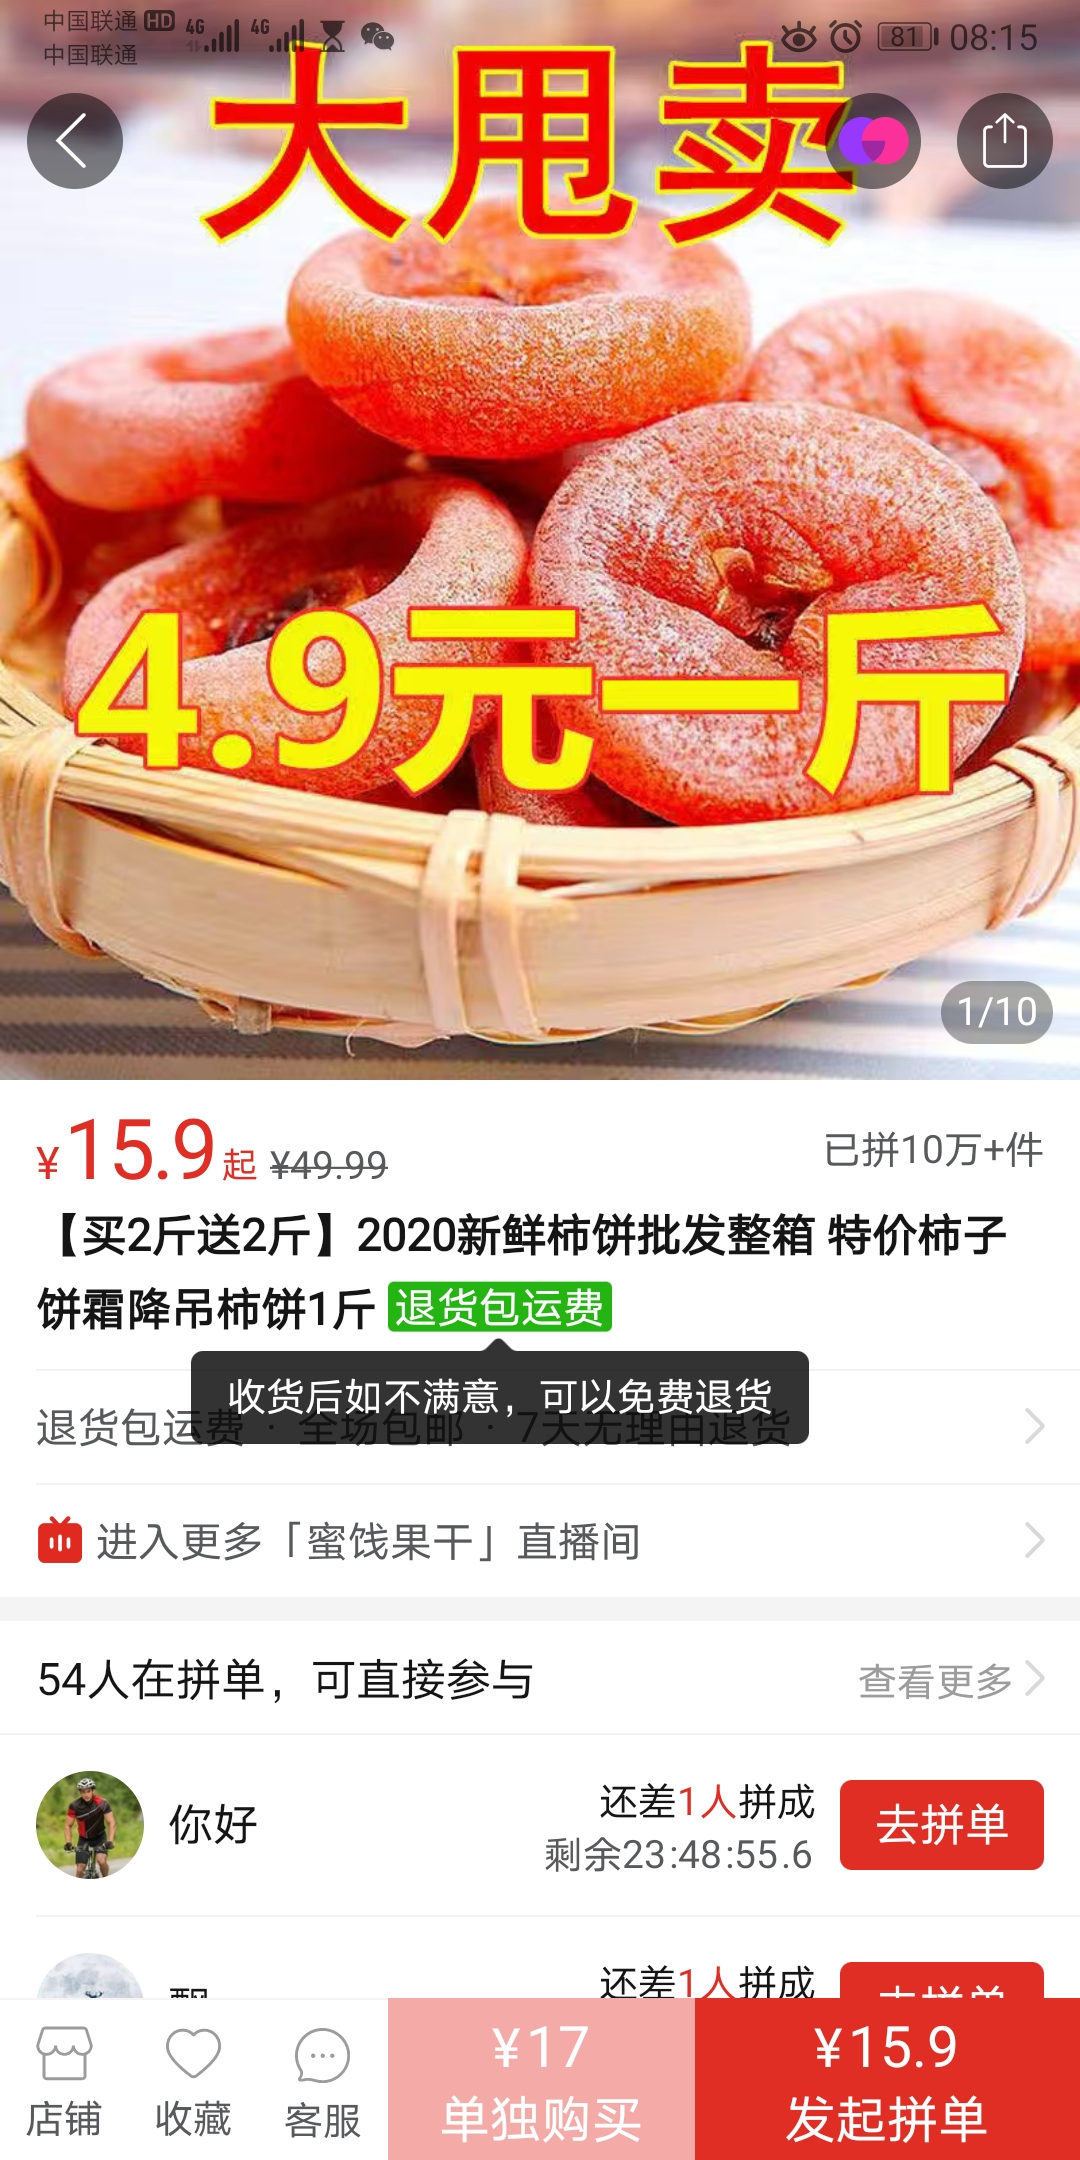 中国联通 HD 4G 4G 81 08:15
中国联通
大甩卖
4.9元一斤
1/10
¥15.9起 ¥49.99 已拼10万+件
【买2斤送2斤】2020新鲜柿饼批发整箱 特价柿子
饼霜降吊柿饼1斤 退货包运费
收货后如不满意，可以免费退货
退货包运费 · 全场包邮 · 7天无理由退货
进入更多「蜜饯果干」直播间
54人在拼单，可直接参与 查看更多
你好 还差1人拼成 去拼单
剩余23:48:55.6
还差1人拼成 去拼单
¥17 ¥15.9
店铺 收藏 客服 单独购买 发起拼单